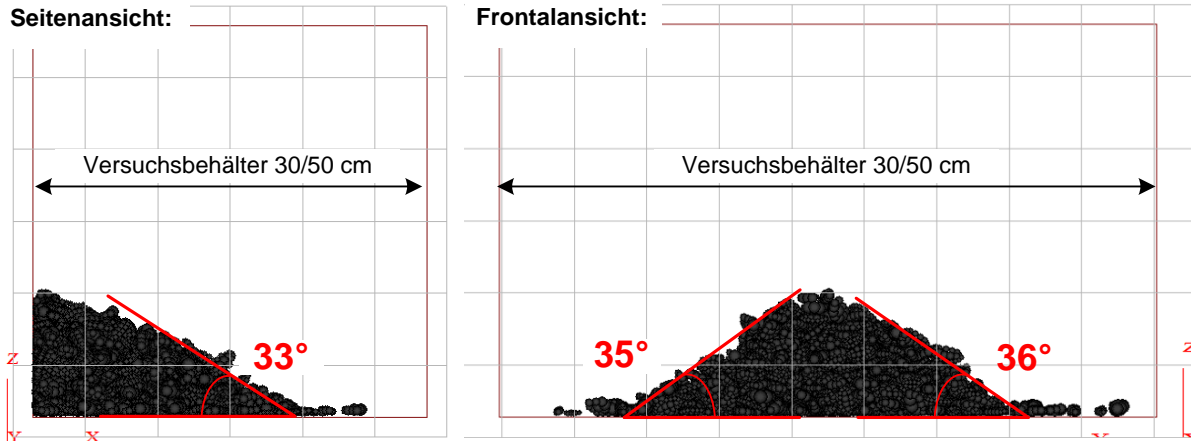 Seitenansicht:
Versuchsbehälter 30/50 cm
33°
Z
Y X
Frontalansicht:
Versuchsbehälter 30/50 cm
35°
36°